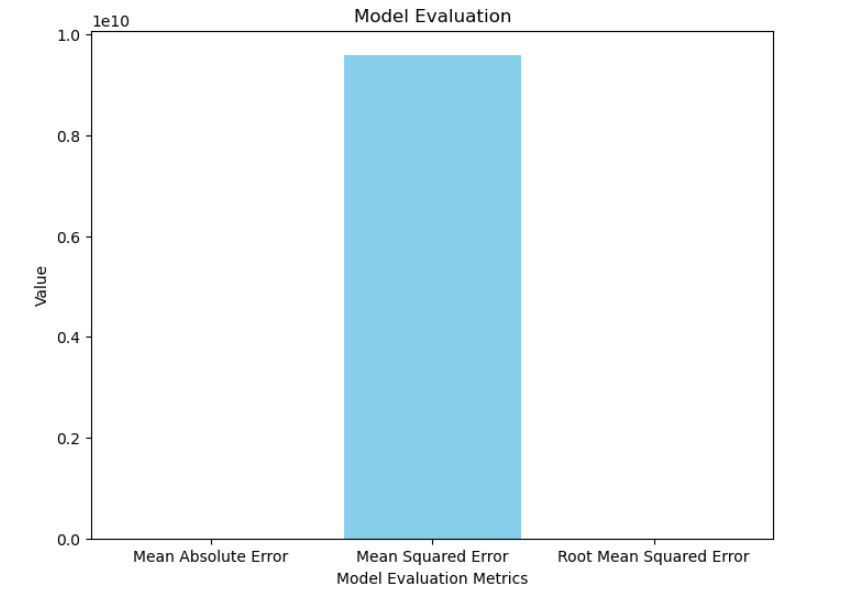 Model Evaluation
1e10
1.0
0.8
0.6
0.4
0.2
0.0
Value
Mean Absolute Error Mean Squared Error Root Mean Squared Error
Model Evaluation Metrics